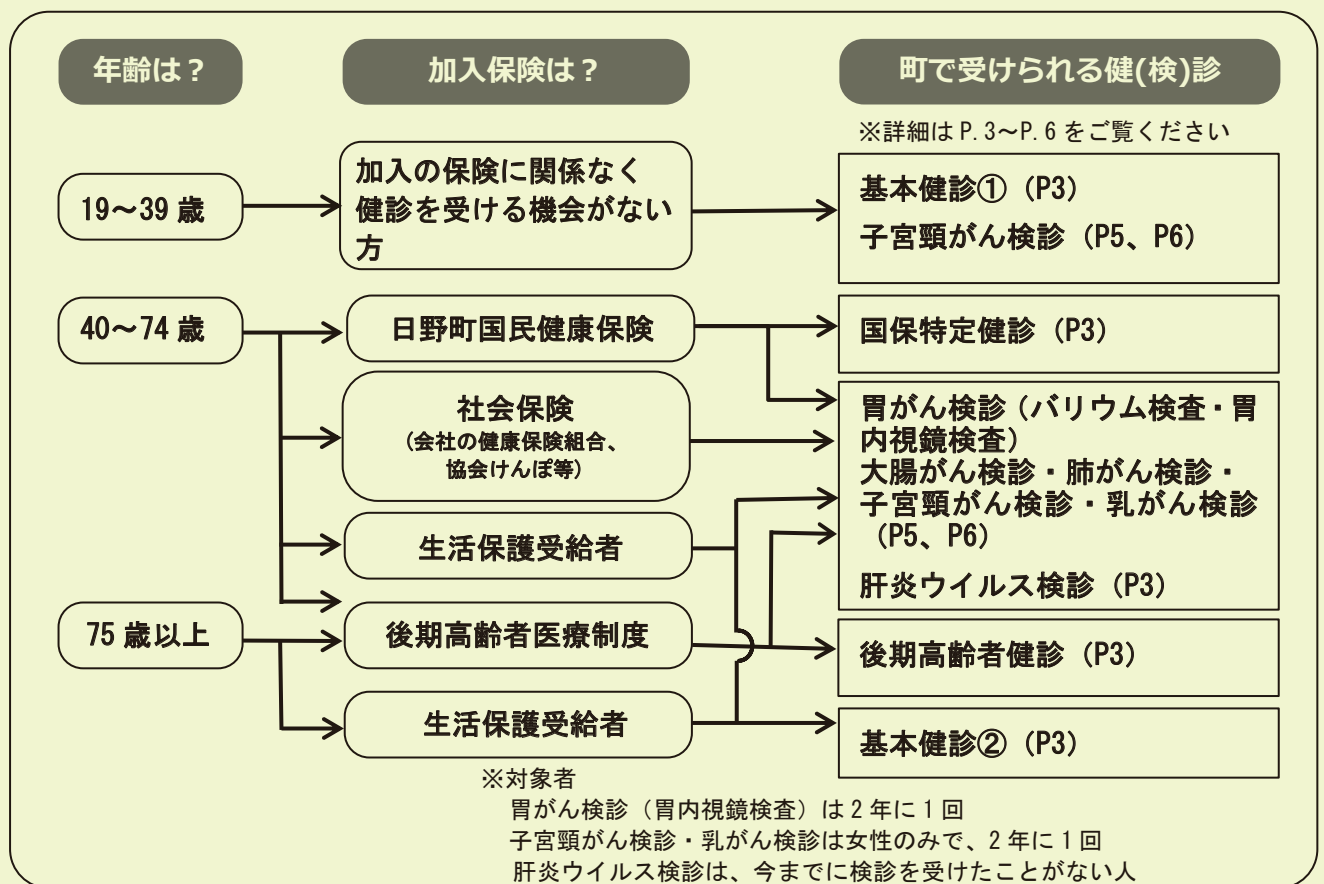 年齢は？
加入保険は？
町で受けられる健(検)診
※詳細は P.3～P.6 をご覧ください
19～39 歳
加入の保険に関係なく
健診を受ける機会がない
方
基本健診①（P3）
子宮頸がん検診（P5、P6）
40～74 歳
日野町国民健康保険
国保特定健診（P3）
社会保険
（会社の健康保険組合、
協会けんぽ等）
胃がん検診（バリウム検査・胃
内視鏡検査）
大腸がん検診・肺がん検診・
子宮頸がん検診・乳がん検診
（P5、P6）
肝炎ウイルス検診（P3）
生活保護受給者
75 歳以上
後期高齢者医療制度
後期高齢者健診（P3）
生活保護受給者
基本健診②（P3）
※対象者
胃がん検診（胃内視鏡検査）は 2 年に 1 回
子宮頸がん検診・乳がん検診は女性のみで、2 年に 1 回
肝炎ウイルス検診は、今までに検診を受けたことがない人